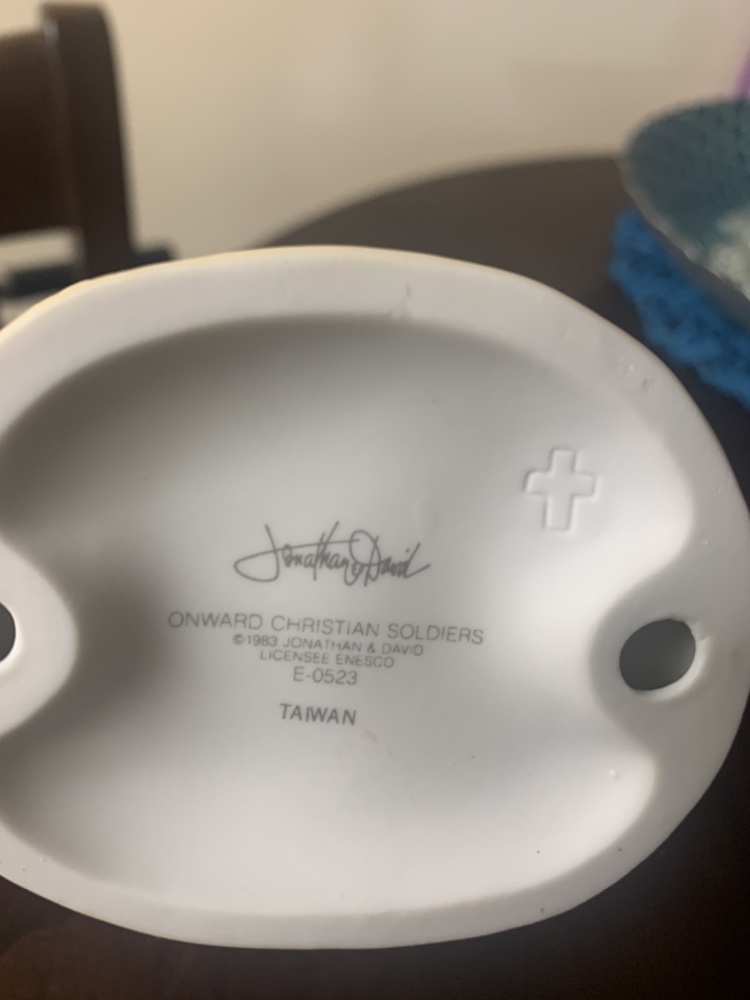 Jonathan & David
ONWARD CHRISTIAN SOLDIERS
©1983 JONATHAN & DAVID
LICENSEE ENESCO
E-0523
TAIWAN